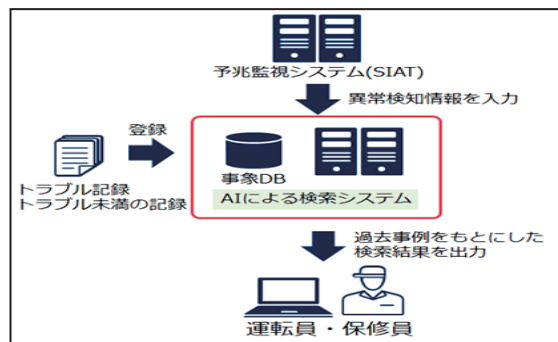 予兆監視システム(SIAT)
異常検知情報を入力
登録
トラブル記録
トラブル未満の記録
事象DB
AIによる検索システム
過去事例をもとにした
検索結果を出力
運転員・保修員